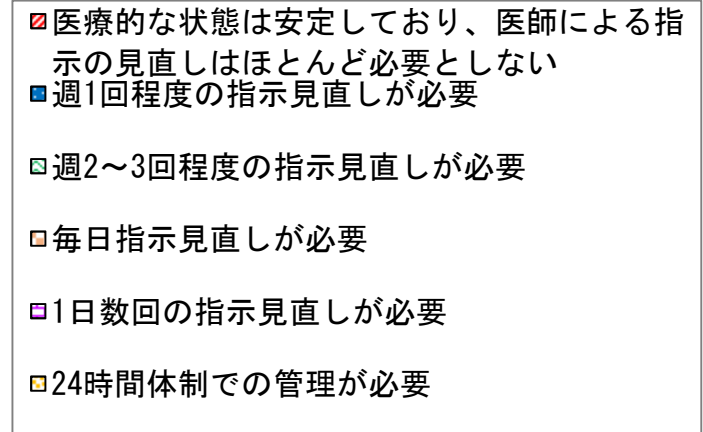 医療的な状態は安定しており、医師による指
示の見直しはほとんど必要としない
週1回程度の指示見直しが必要
週2～3回程度の指示見直しが必要
毎日指示見直しが必要
1日数回の指示見直しが必要
24時間体制での管理が必要